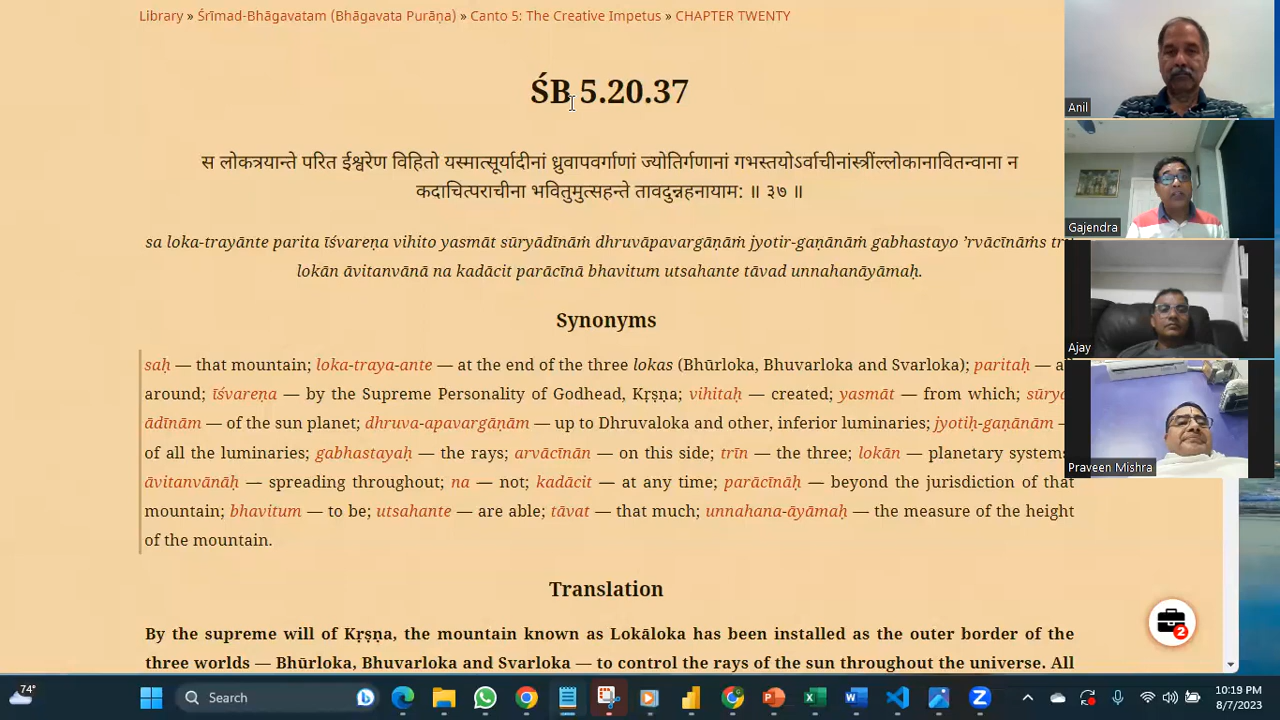 Library » Śrīmad-Bhāgavatam (Bhāgavata Purāṇa) » Canto 5: The Creative Impetus » CHAPTER TWENTY
ŚB 5.20.37
स लोकत्रयान्ते परित ईश्वरेण विहितो यस्मात्सूर्यादीनां ध्रुवापवर्गाणां ज्योतिर्गणानां गभस्तयोऽर्वाचीनांस्त्रींल्लोकानावितन्वाना न
कदाचित्पराचीना भवितुमुत्सहन्ते तावदुन्नहनायाम: ॥ ३७ ॥
sa loka-trayānte parita īśvareṇa vihito yasmāt sūryādīnāṁ dhruvāpavargāṇāṁ jyotir-gaṇānāṁ gabhastayo ’rvācīnāṁs
lokān āvitanvānā na kadācit parācīnā bhavitum utsahante tāvad unnahanāyāmaḥ.
Synonyms
saḥ — that mountain; loka-traya-ante — at the end of the three lokas (Bhūrloka, Bhuvarloka and Svarloka); paritaḥ —
around; īśvareṇa — by the Supreme Personality of Godhead, Kṛṣṇa; vihitaḥ — created; yasmāt — from which;
ādīnām — of the sun planet; dhruva-apavargāṇām — up to Dhruvaloka and other, inferior luminaries; jyotiḥ-gaṇānām —
of all the luminaries; gabhastayaḥ — the rays; arvācīnān — on this side; trīn — the three; lokān — planetary systems
āvitanvānāḥ — spreading throughout; na — not; kadācit — at any time; parācīnāḥ — beyond the jurisdiction of that
mountain; bhavitum — to be; utsahante — are able; tāvat — that much; unnahana-āyāmaḥ — the measure of the height
of the mountain.
Translation
By the supreme will of Kṛṣṇa, the mountain known as Lokāloka has been installed as the outer border of the
three worlds — Bhūrloka, Bhuvarloka and Svarloka — to control the rays of the sun throughout the universe. All
Anil
Gajendra
Ajay
Praveen Mishra
2
74°
Search
10:19 PM
8/7/2023